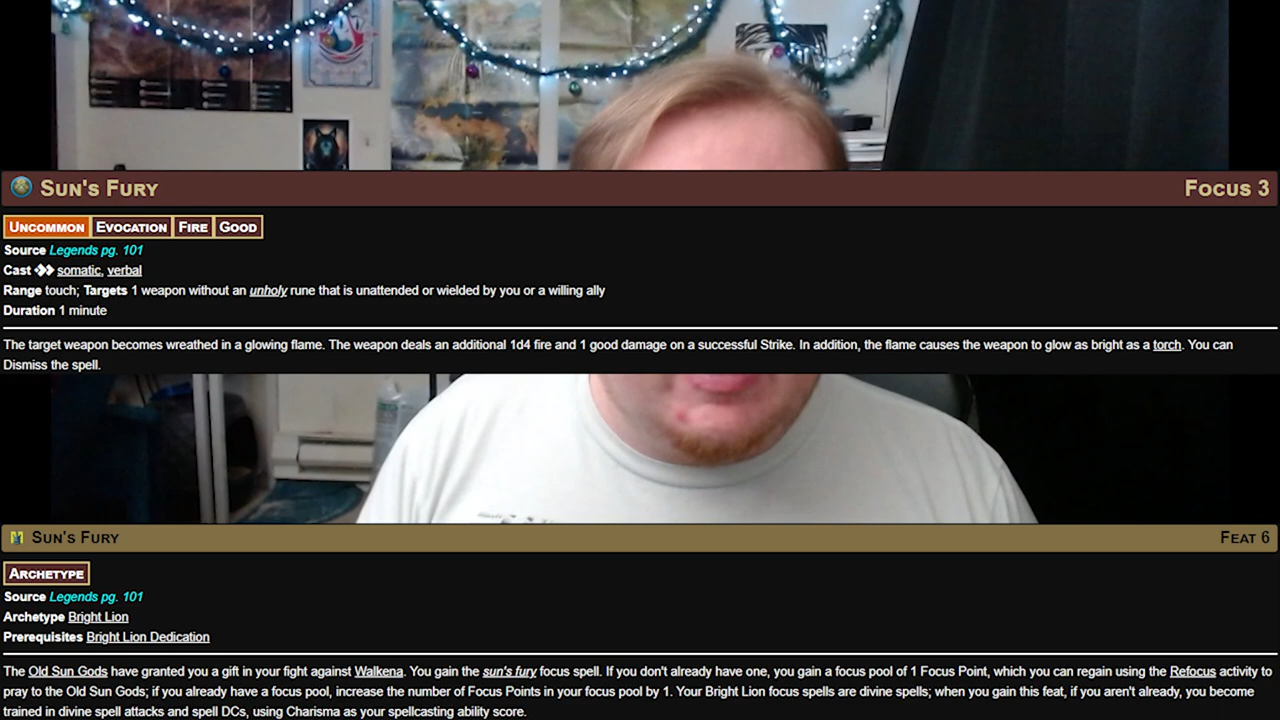 Sun's Fury Focus 3
Uncommon Evocation Fire Good
Source Legends pg. 101
Cast somatic, verbal
Range touch; Targets 1 weapon without an unholy rune that is unattended or wielded by you or a willing ally
Duration 1 minute
The target weapon becomes wreathed in a glowing flame. The weapon deals an additional 1d4 fire and 1 good damage on a successful Strike. In addition, the flame causes the weapon to glow as bright as a torch. You can
Dismiss the spell.
Sun's Fury Feat 6
Archetype
Source Legends pg. 101
Archetype Bright Lion
Prerequisites Bright Lion Dedication
The Old Sun Gods have granted you a gift in your fight against Walkena. You gain the sun's fury focus spell. If you don't already have one, you gain a focus pool of 1 Focus Point, which you can regain using the Refocus activity to
pray to the Old Sun Gods; if you already have a focus pool, increase the number of Focus Points in your focus pool by 1. Your Bright Lion focus spells are divine spells; when you gain this feat, if you aren't already, you become
trained in divine spell attacks and spell DCs, using Charisma as your spellcasting ability score.